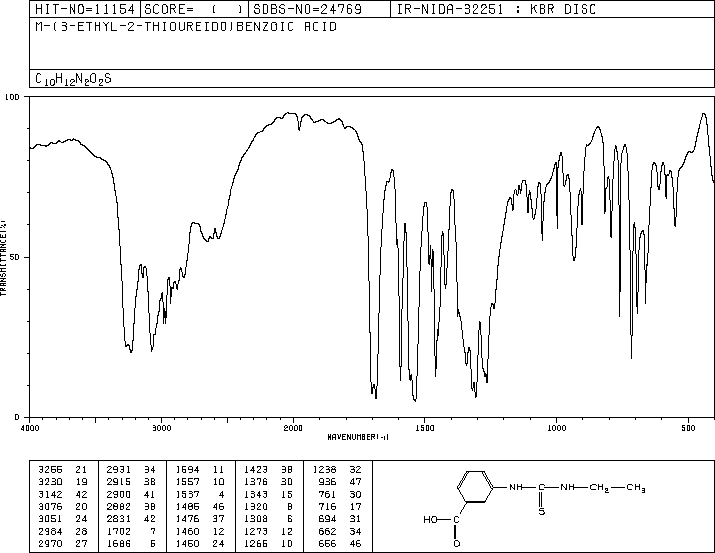 HIT-NO=11154 SCORE= ( ) SDBS-NO=24769 IR-NIDA-32251 : KBR DISC
M-(3-ETHYL-2-THIOUREIDO)BENZOIC ACID
C10H12N2O2S
100
50
0
TRANSMITTANCE(%)
4000 3000 2000 1500 1000 500
WAVENUMBER(-1)
3266 21 2931 34 1594 11 1423 38 1238 32
3230 19 2915 38 1557 10 1376 30 936 47
3142 42 2900 41 1537 4 1343 15 761 30
3076 20 2882 38 1485 46 1320 8 716 17
3051 24 2831 42 1476 37 1308 6 694 31
2984 28 1702 7 1460 12 1273 12 662 34
2970 27 1686 5 1450 24 1266 10 656 46
NH C NH CH2 CH3
S
HO C
O